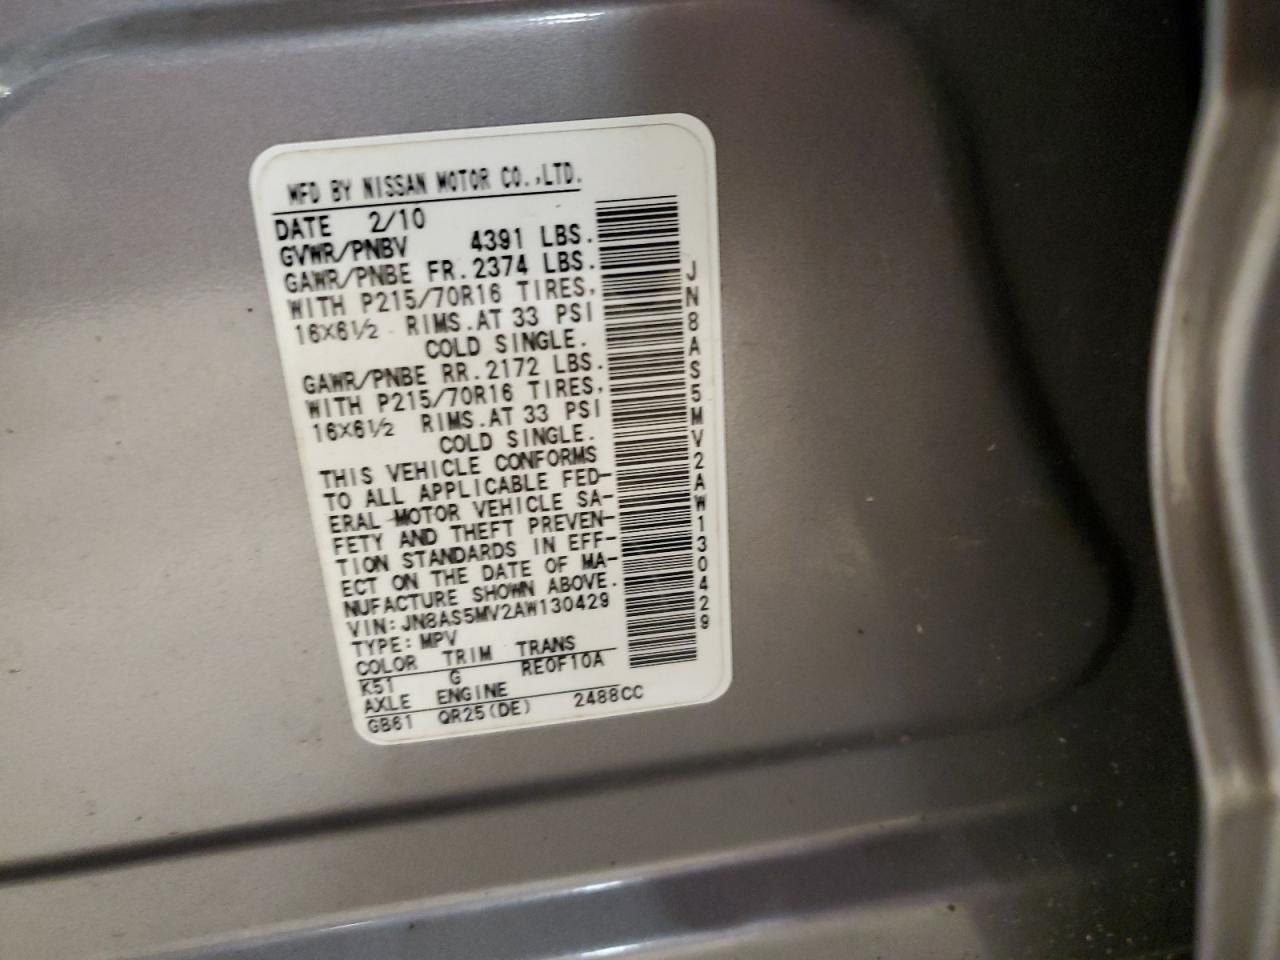 MFD BY NISSAN MOTOR CO.,LTD.
DATE 2/10
GVWR/PNBV 4391 LBS.
GAWR/PNBE FR. 2374 LBS.
WITH P215/70R16 TIRES,
16X6½ RIMS. AT 33 PSI
COLD SINGLE.
GAWR/PNBE RR. 2172 LBS.
WITH P215/70R16 TIRES,
16X6½ RIMS. AT 33 PSI
COLD SINGLE.
THIS VEHICLE CONFORMS
TO ALL APPLICABLE FED-
ERAL MOTOR VEHICLE SA-
FETY AND THEFT PREVEN-
TION STANDARDS IN EFF-
ECT ON THE DATE OF MA-
NUFACTURE SHOWN ABOVE.
VIN: JN8AS5MV2AW130429
TYPE: MPV
COLOR TRIM TRANS
K51 G RE0F10A
AXLE ENGINE
GB61 QR25(DE) 2488CC
JN8AS5MV2AW130429